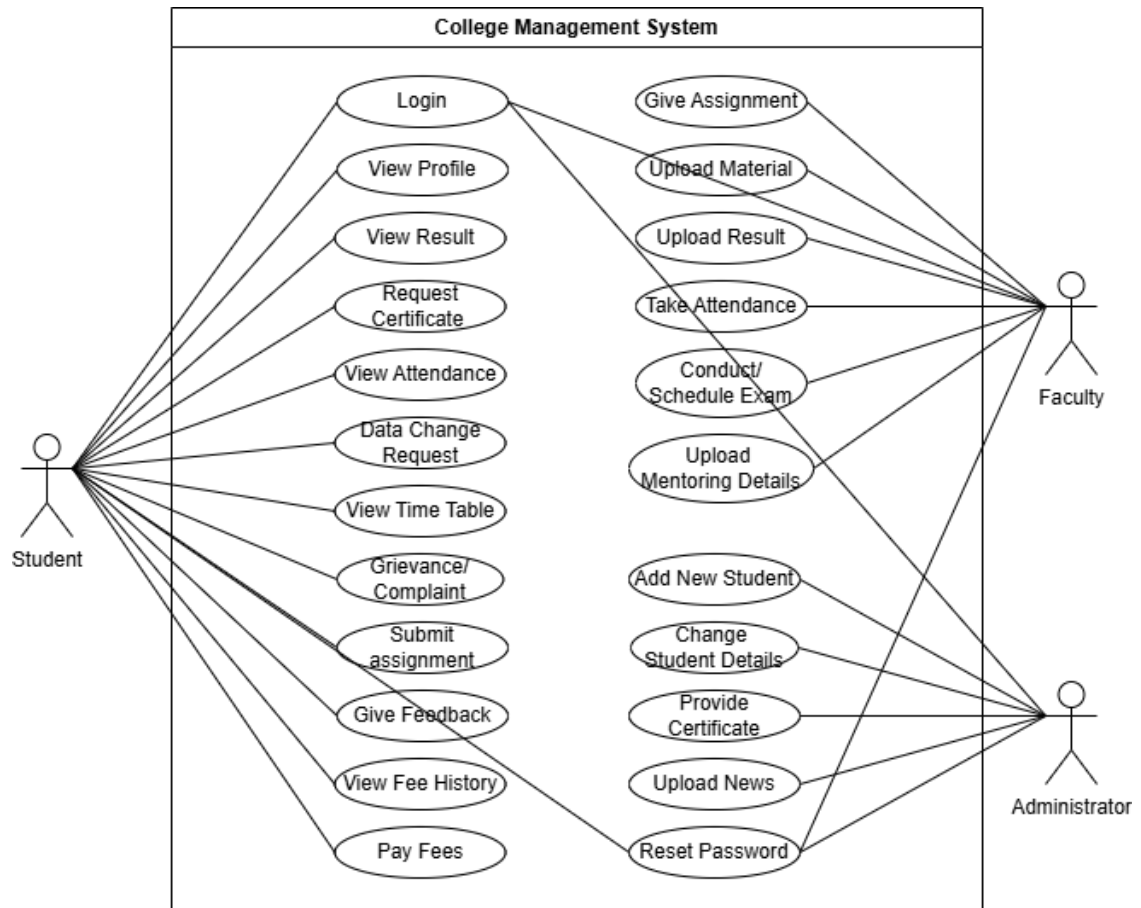 College Management System
Login
View Profile
View Result
Request
Certificate
View Attendance
Data Change
Request
View Time Table
Grievance/
Complaint
Submit
assignment
Give Feedback
View Fee History
Pay Fees
Give Assignment
Upload Material
Upload Result
Take Attendance
Conduct/
Schedule Exam
Upload
Mentoring Details
Add New Student
Change
Student Details
Provide
Certificate
Upload News
Reset Password
Student
Faculty
Administrator